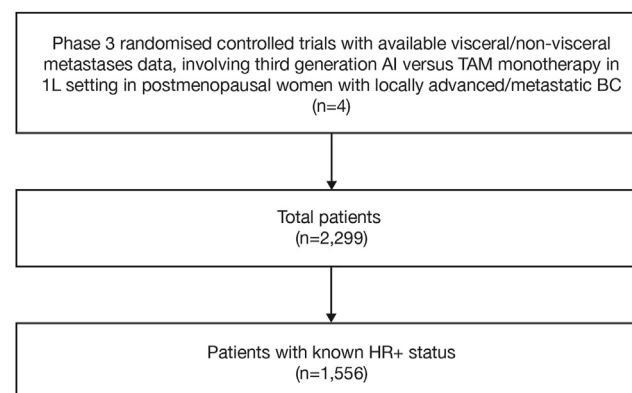 Phase 3 randomised controlled trials with available visceral/non-visceral
metastases data, involving third generation AI versus TAM monotherapy in
1L setting in postmenopausal women with locally advanced/metastatic BC
(n=4)
Total patients
(n=2,299)
Patients with known HR+ status
(n=1,556)